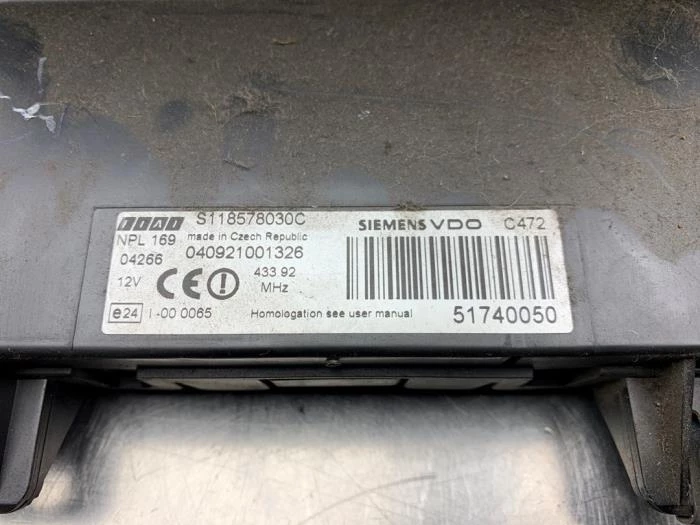 FIAT S118578030C SIEMENS VDO C472
NPL 169 made in Czech Republic
04266 040921001326
12V CE ! 433.92
MHz
e24 I-00 0065 Homologation see user manual 51740050